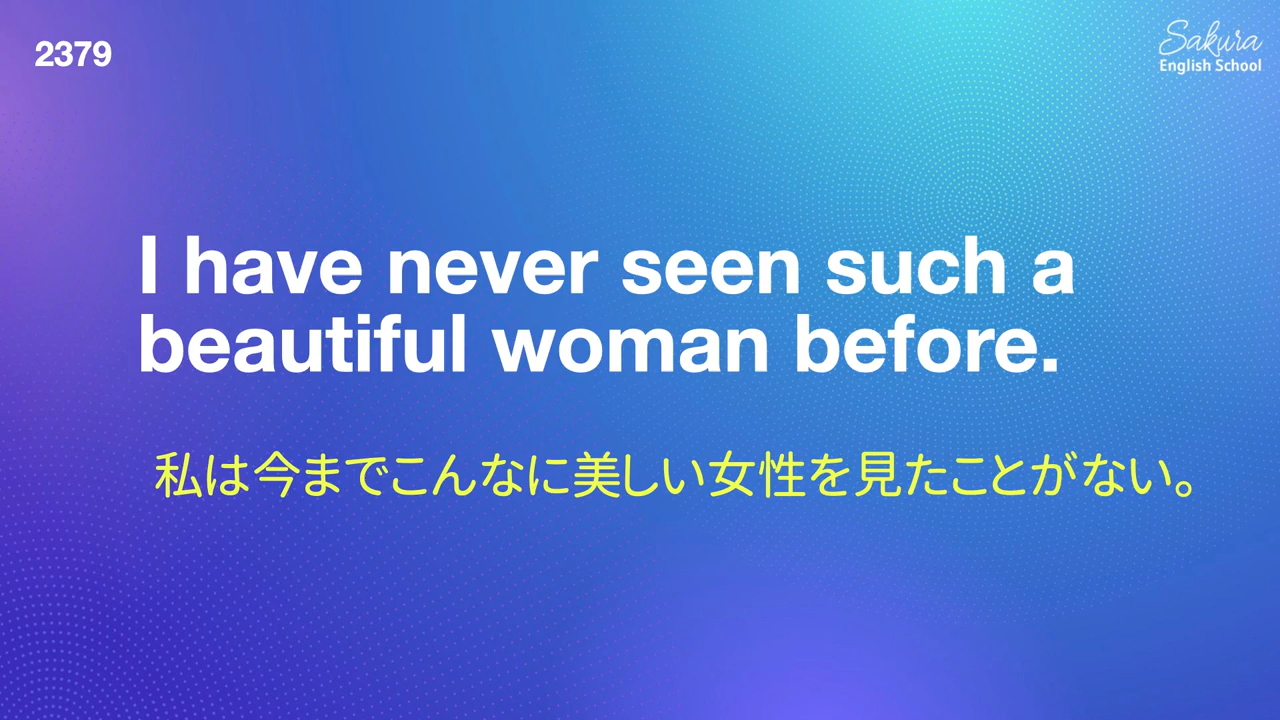 2379
Sakura
English School
I have never seen such a
beautiful woman before.
私は今までこんなに美しい女性を見たことがない。